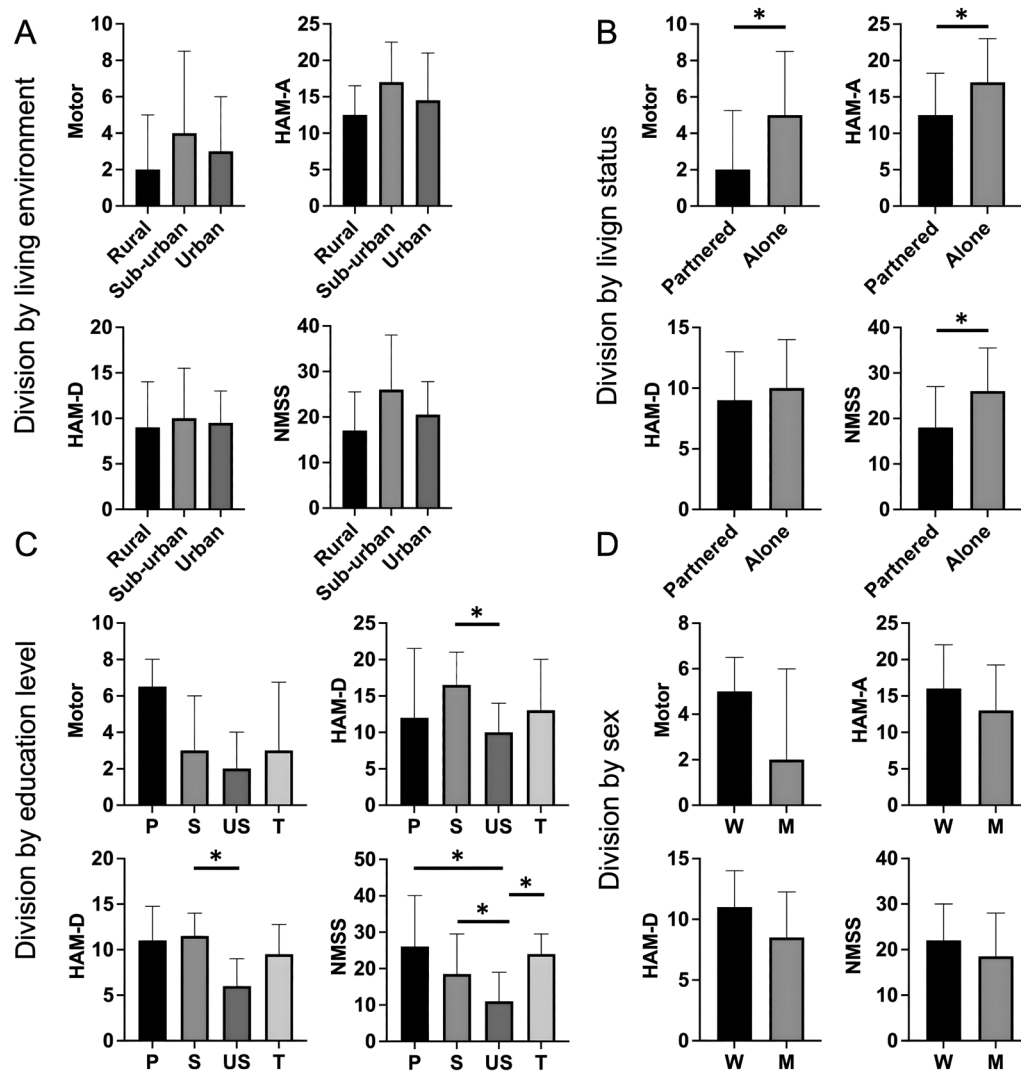 A
Division by living environment
Motor
10
8
6
4
2
0
Rural
Sub-urban
Urban
HAM-A
25
20
15
10
5
0
Rural
Sub-urban
Urban
HAM-D
20
15
10
5
0
Rural
Sub-urban
Urban
NMSS
40
30
20
10
0
Rural
Sub-urban
Urban
B
Division by livign status
Motor
10
8
6
4
2
0
*
Partnered
Alone
HAM-A
25
20
15
10
5
0
*
Partnered
Alone
HAM-D
15
10
5
0
Partnered
Alone
NMSS
40
30
20
10
0
*
Partnered
Alone
C
Division by education level
Motor
10
8
6
4
2
0
P S US T
HAM-D
25
20
15
10
5
0
*
P S US T
HAM-D
20
15
10
5
0
*
P S US T
NMSS
50
40
30
20
10
0
*
*
*
P S US T
D
Division by sex
Motor
8
6
4
2
0
W M
HAM-A
25
20
15
10
5
0
W M
HAM-D
15
10
5
0
W M
NMSS
40
30
20
10
0
W M